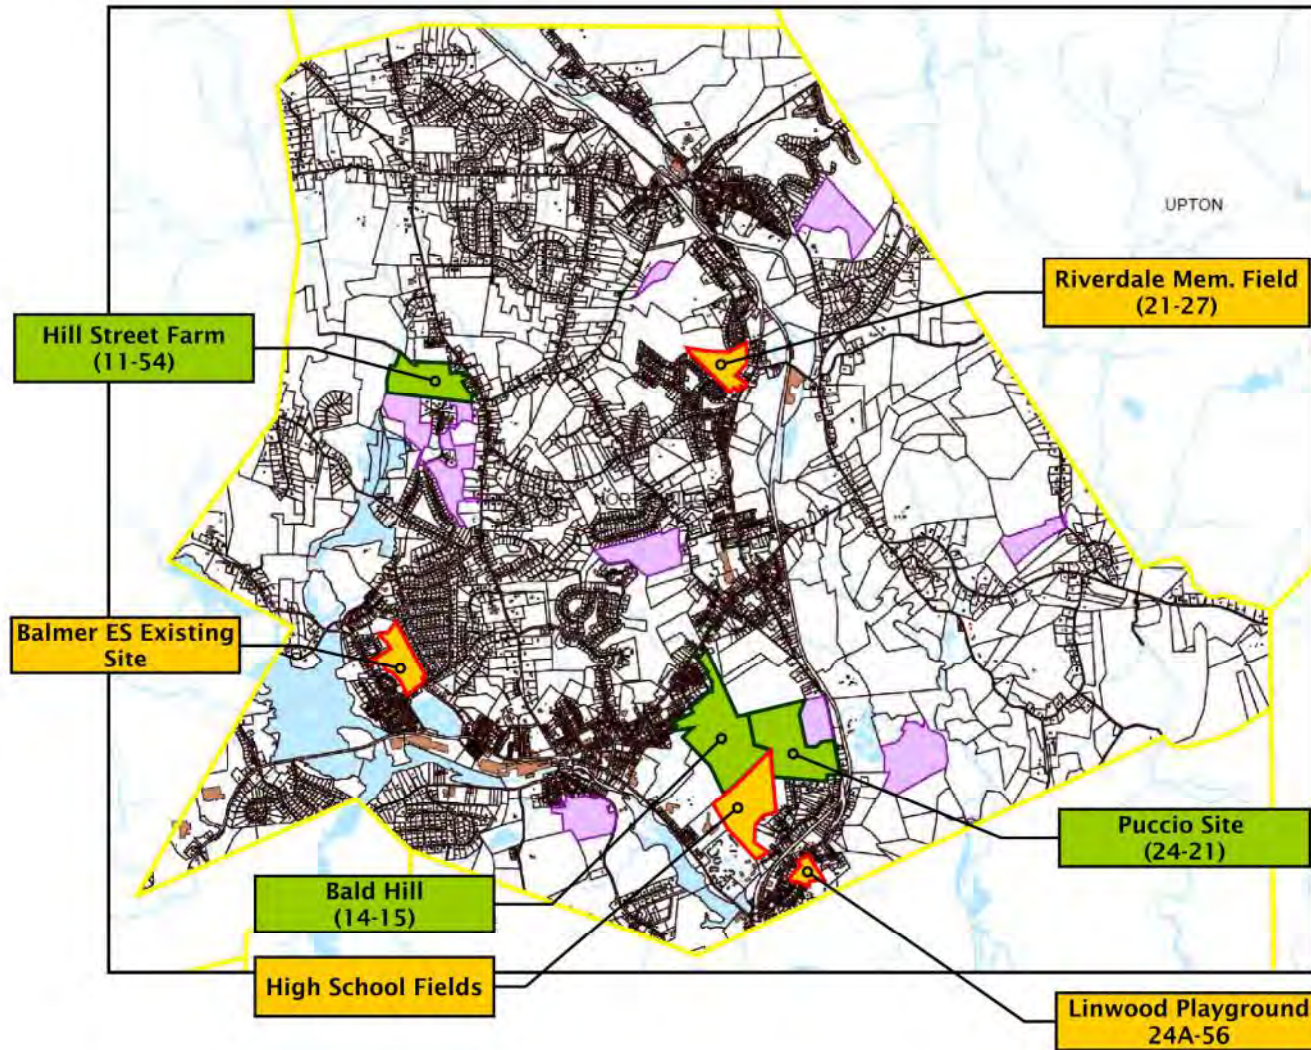 UPTON
Riverdale Mem. Field
(21-27)
Hill Street Farm
(11-54)
Balmer ES Existing
Site
Puccio Site
(24-21)
Bald Hill
(14-15)
High School Fields
Linwood Playground
24A-56